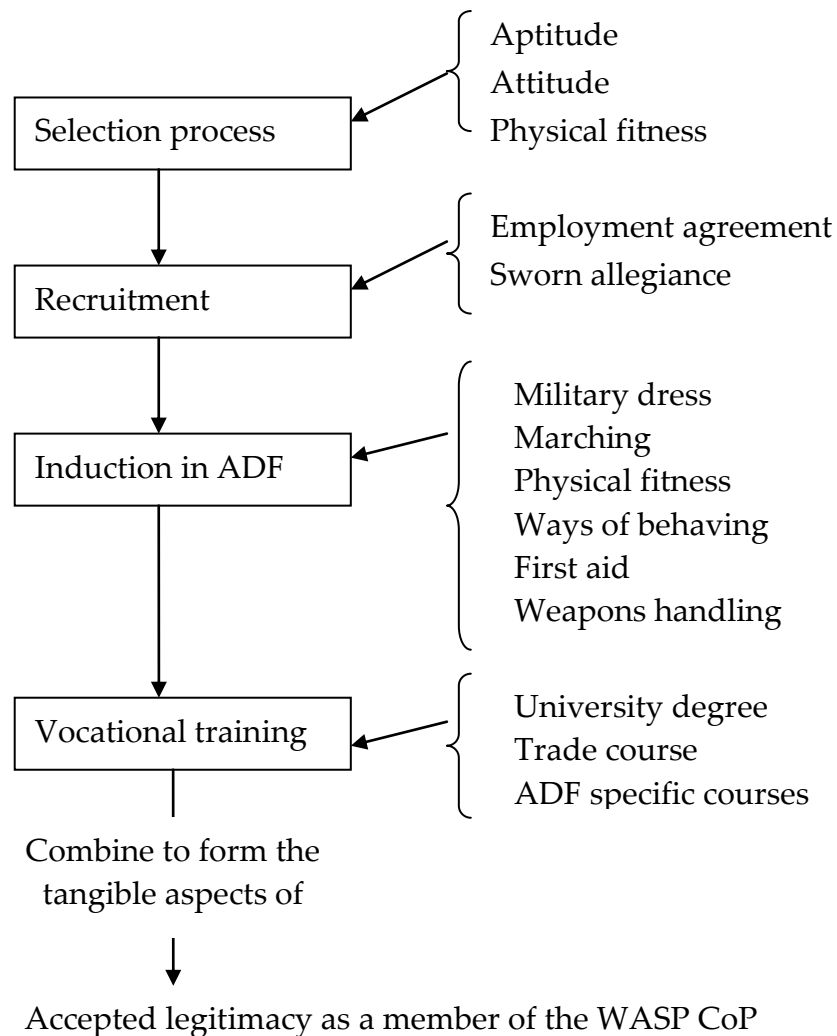 Aptitude
Attitude
Physical fitness
Selection process
Employment agreement
Sworn allegiance
Recruitment
Military dress
Marching
Physical fitness
Ways of behaving
First aid
Weapons handling
Induction in ADF
University degree
Trade course
ADF specific courses
Vocational training
Combine to form the
tangible aspects of
Accepted legitimacy as a member of the WASP CoP